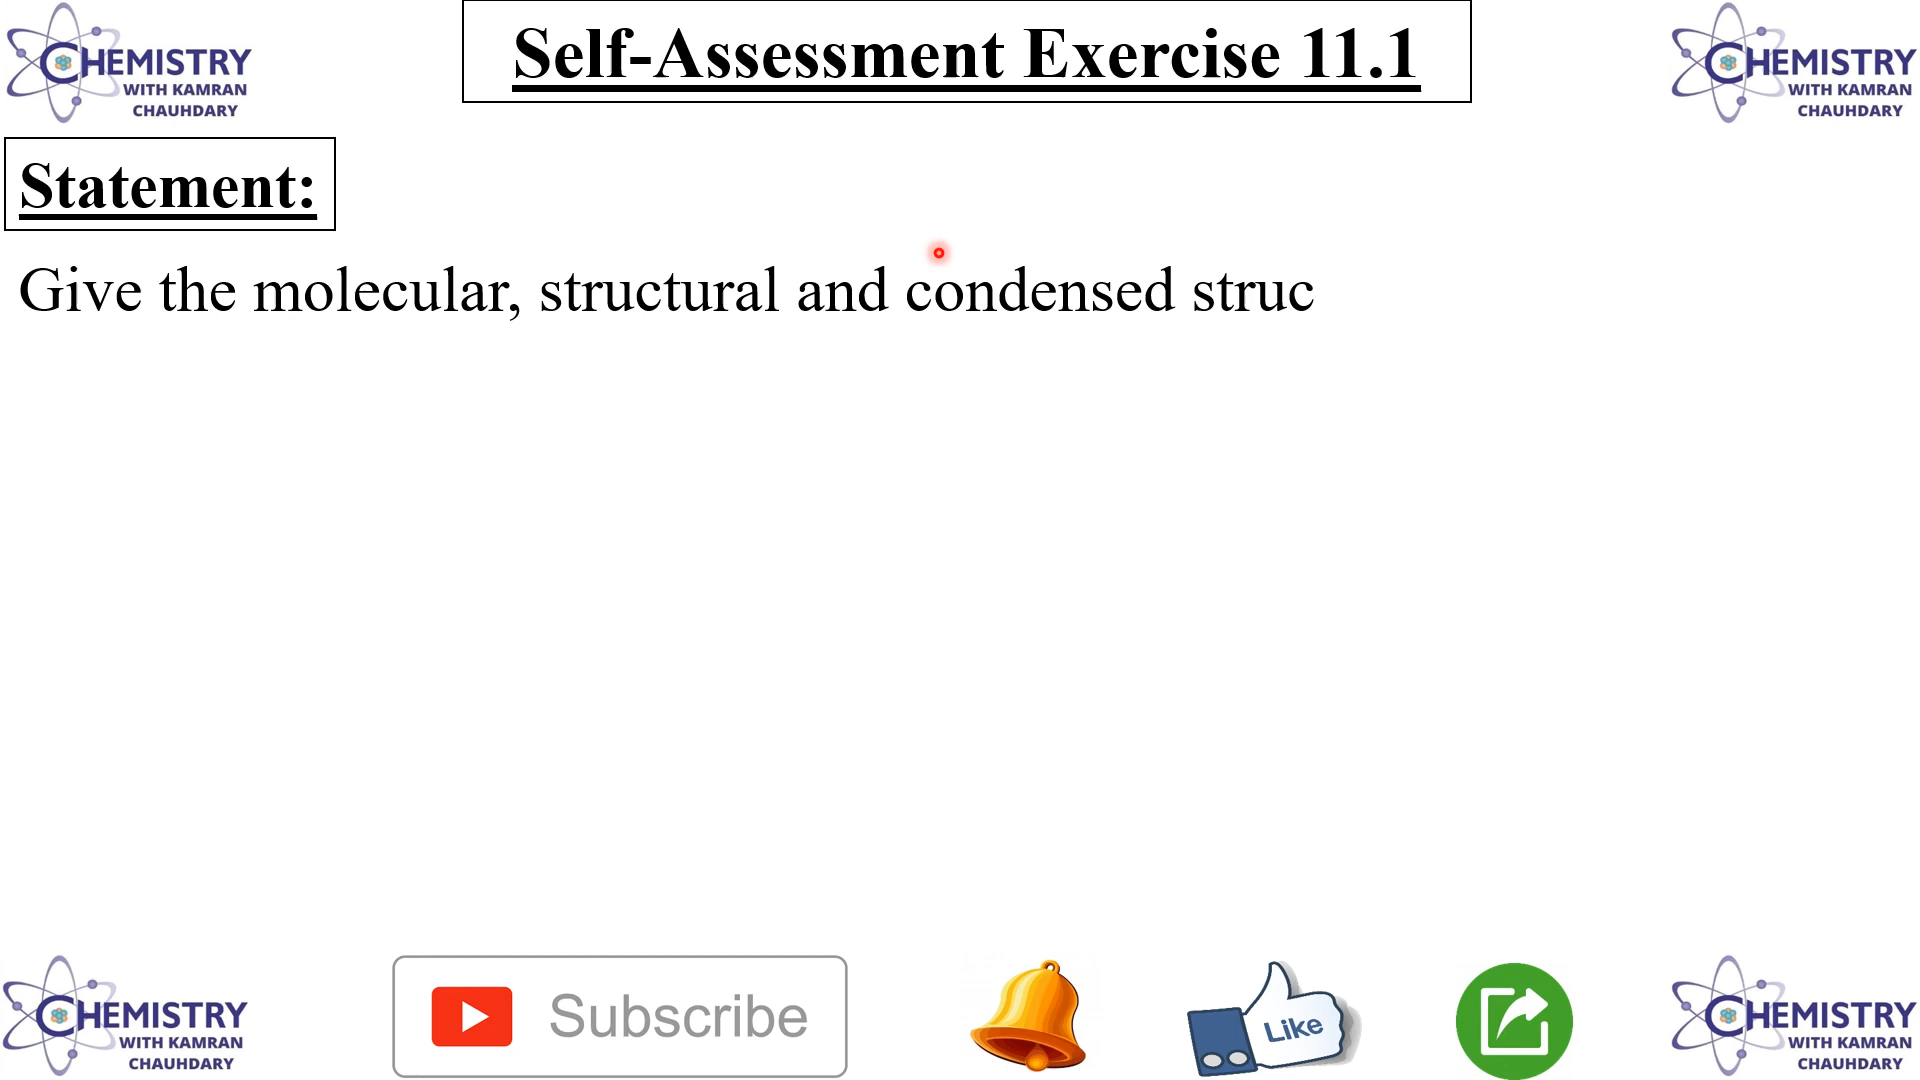 CHEMISTRY
WITH KAMRAN
CHAUHDARY
Self-Assessment Exercise 11.1
CHEMISTRY
WITH KAMRAN
CHAUHDARY
Statement:
Give the molecular, structural and condensed struc
CHEMISTRY
WITH KAMRAN
CHAUHDARY
Subscribe
Like
CHEMISTRY
WITH KAMRAN
CHAUHDARY